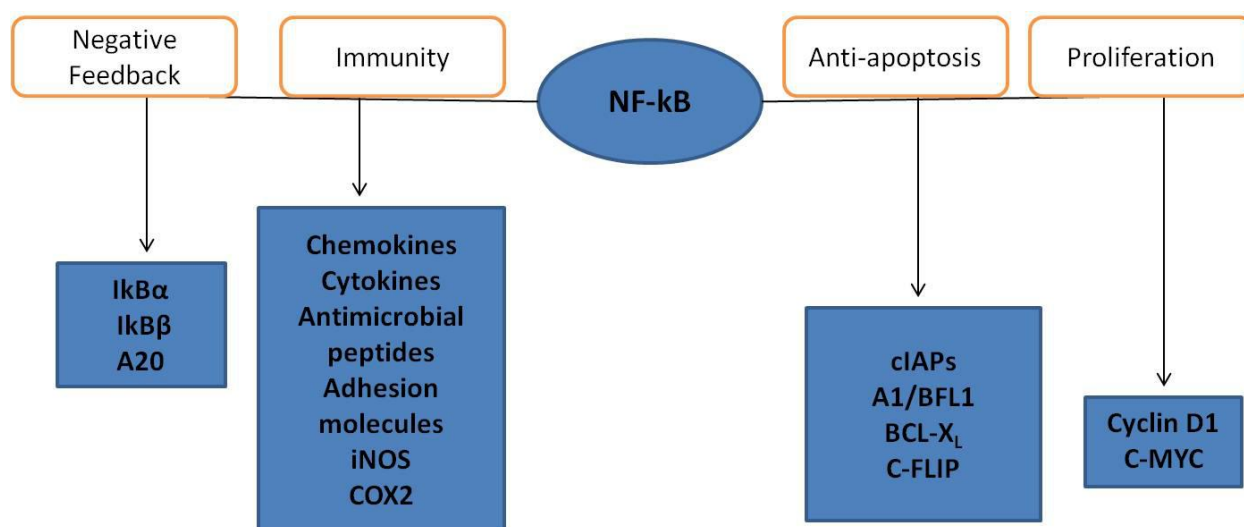 Negative
Feedback
Immunity
NF-kB
Anti-apoptosis
Proliferation
IkBα
IkBβ
A20
Chemokines
Cytokines
Antimicrobial
peptides
Adhesion
molecules
iNOS
COX2
cIAPs
A1/BFL1
BCL-XL
C-FLIP
Cyclin D1
C-MYC